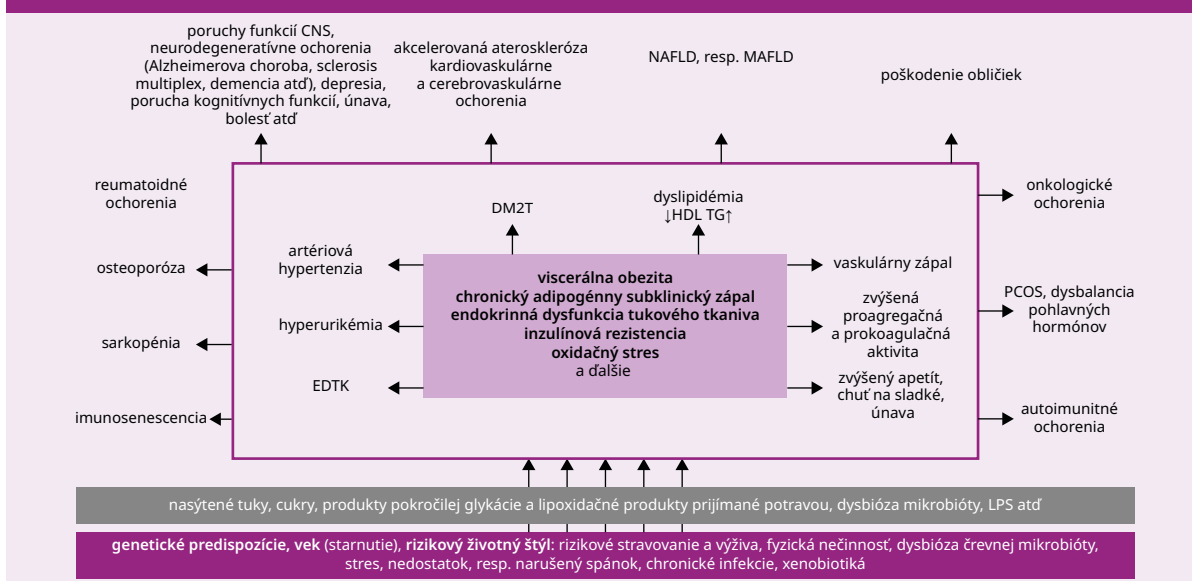 poruchy funkcií CNS,
neurodegeneratívne ochorenia
(Alzheimerova choroba, sclerosis
multiplex, demencia atď), depresia,
porucha kognitívnych funkcií, únava,
bolesť atď
akcelerovaná ateroskleróza
kardiovaskulárne
a cerebrovaskulárne
ochorenia
NAFLD, resp. MAFLD
poškodenie obličiek
reumatoidné
ochorenia
osteoporóza
sarkopénia
imunosenescencia
DM2T
dyslipidémia
↓HDL TG↑
artériová
hypertenzia
hyperurikémia
EDTK
viscerálna obezita
chronický adipogénny subklinický zápal
endokrinná dysfunkcia tukového tkaniva
inzulínová rezistencia
oxidačný stres
a ďalšie
vaskulárny zápal
zvýšená
proagregačná
a prokoagulačná
aktivita
zvýšený apetít,
chuť na sladké,
únava
onkologické
ochorenia
PCOS, dysbalancia
pohlavných
hormónov
autoimunitné
ochorenia
nasýtené tuky, cukry, produkty pokročilej glykácie a lipoxidačné produkty prijímané potravou, dysbióza mikrobióty, LPS atď
genetické predispozície, vek (starnutie), rizikový životný štýl: rizikové stravovanie a výživa, fyzická nečinnosť, dysbióza črevnej mikrobióty,
stres, nedostatok, resp. narušený spánok, chronické infekcie, xenobiotiká